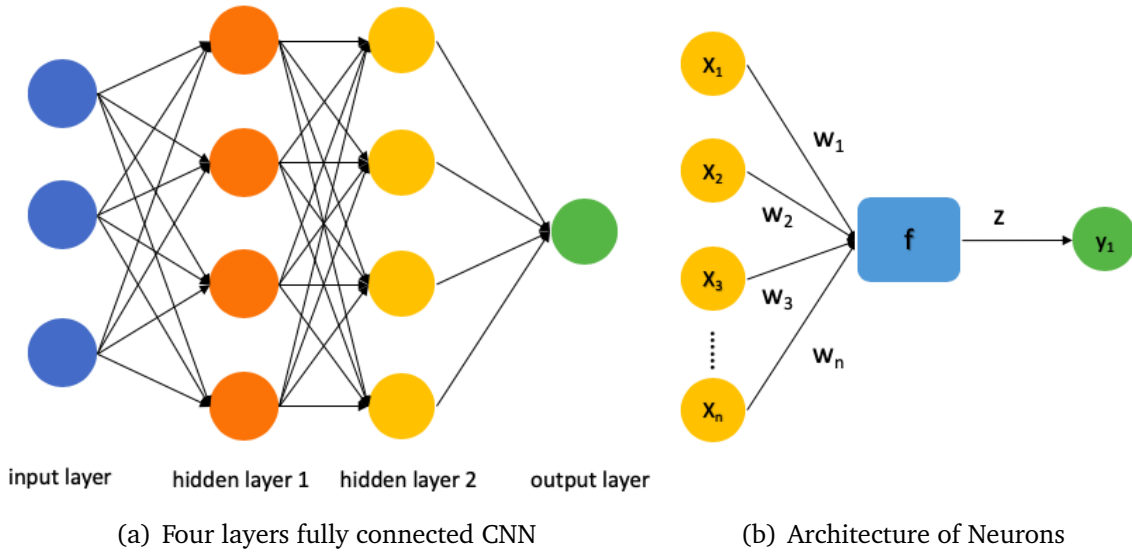 X₁
w₁
X₂
w₂
f
z
y₁
X₃
w₃
wₙ
Xₙ
input layer
hidden layer 1
hidden layer 2
output layer
(a) Four layers fully connected CNN
(b) Architecture of Neurons